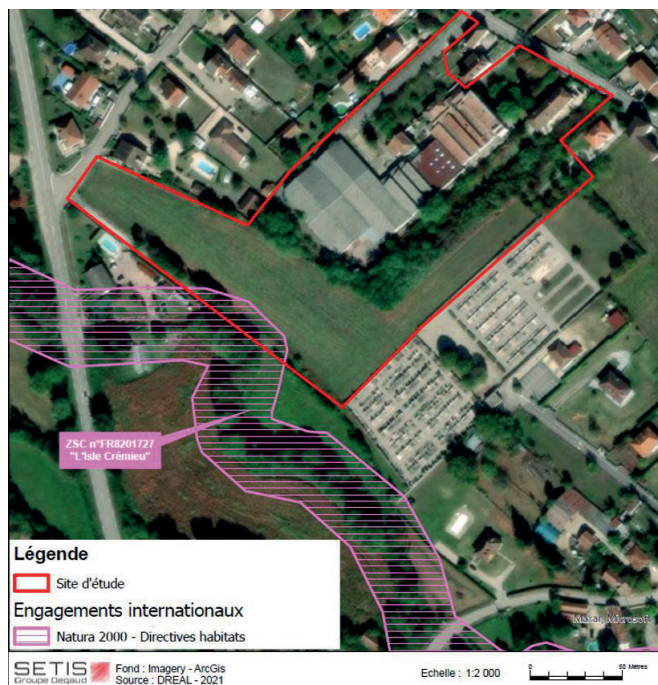 ZSC n°FR8201727
"L'Isle Crémieu"
Légende
Site d'étude
Engagements internationaux
Natura 2000 - Directives habitats
Maxar, Microsoft
SETIS
Groupe Degaud
Fond : Imagery - ArcGis
Source : DREAL - 2021
Echelle : 1:2 000
0 60 Mètres